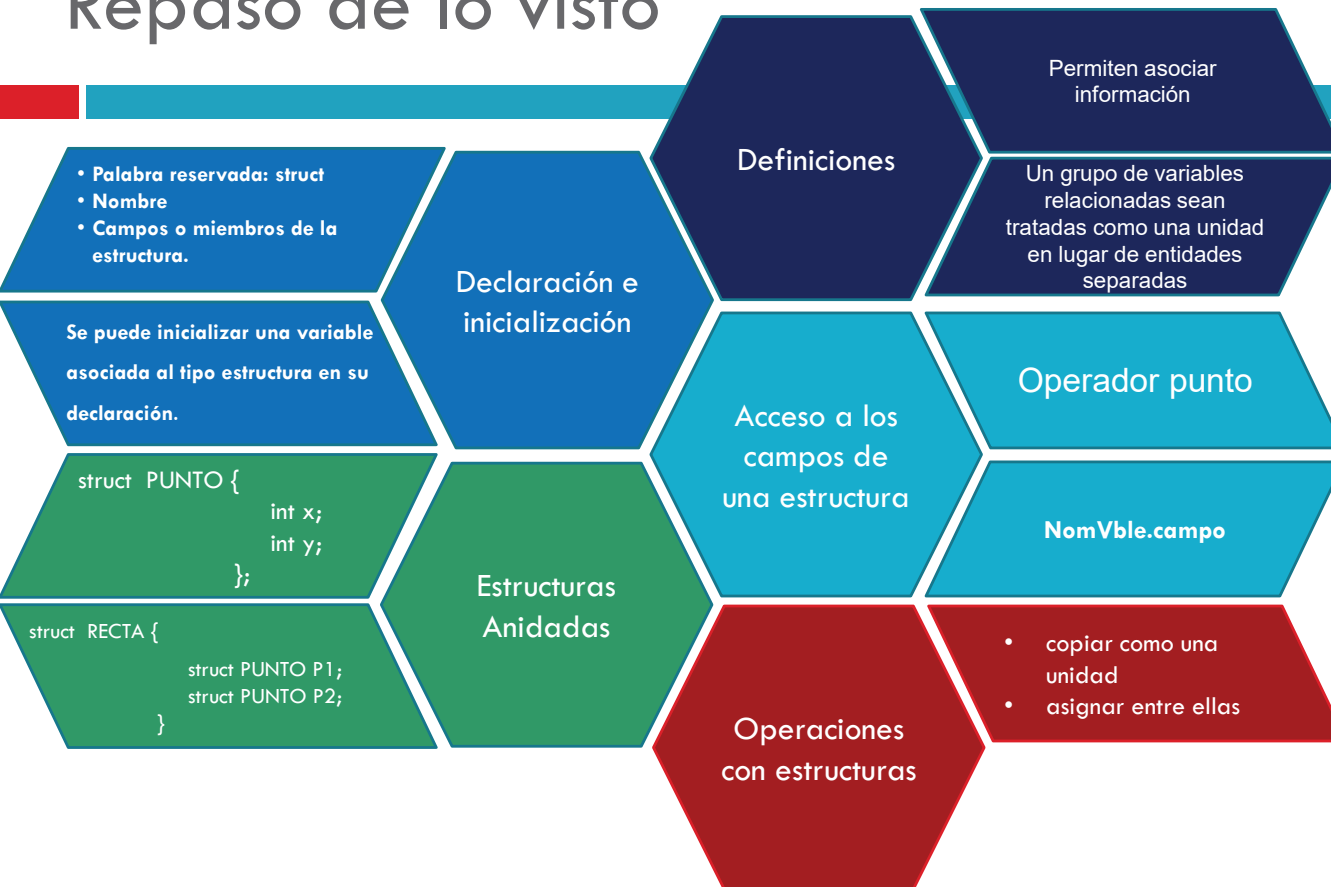 Repaso de lo visto
Definiciones
Permiten asociar
información
Un grupo de variables
relacionadas sean
tratadas como una unidad
en lugar de entidades
separadas
• Palabra reservada: struct
• Nombre
• Campos o miembros de la
estructura.
Se puede inicializar una variable
asociada al tipo estructura en su
declaración.
Declaración e
inicialización
Acceso a los
campos de
una estructura
Operador punto
NomVble.campo
struct PUNTO {
int x;
int y;
};
struct RECTA {
struct PUNTO P1;
struct PUNTO P2;
}
Estructuras
Anidadas
Operaciones
con estructuras
• copiar como una
unidad
• asignar entre ellas